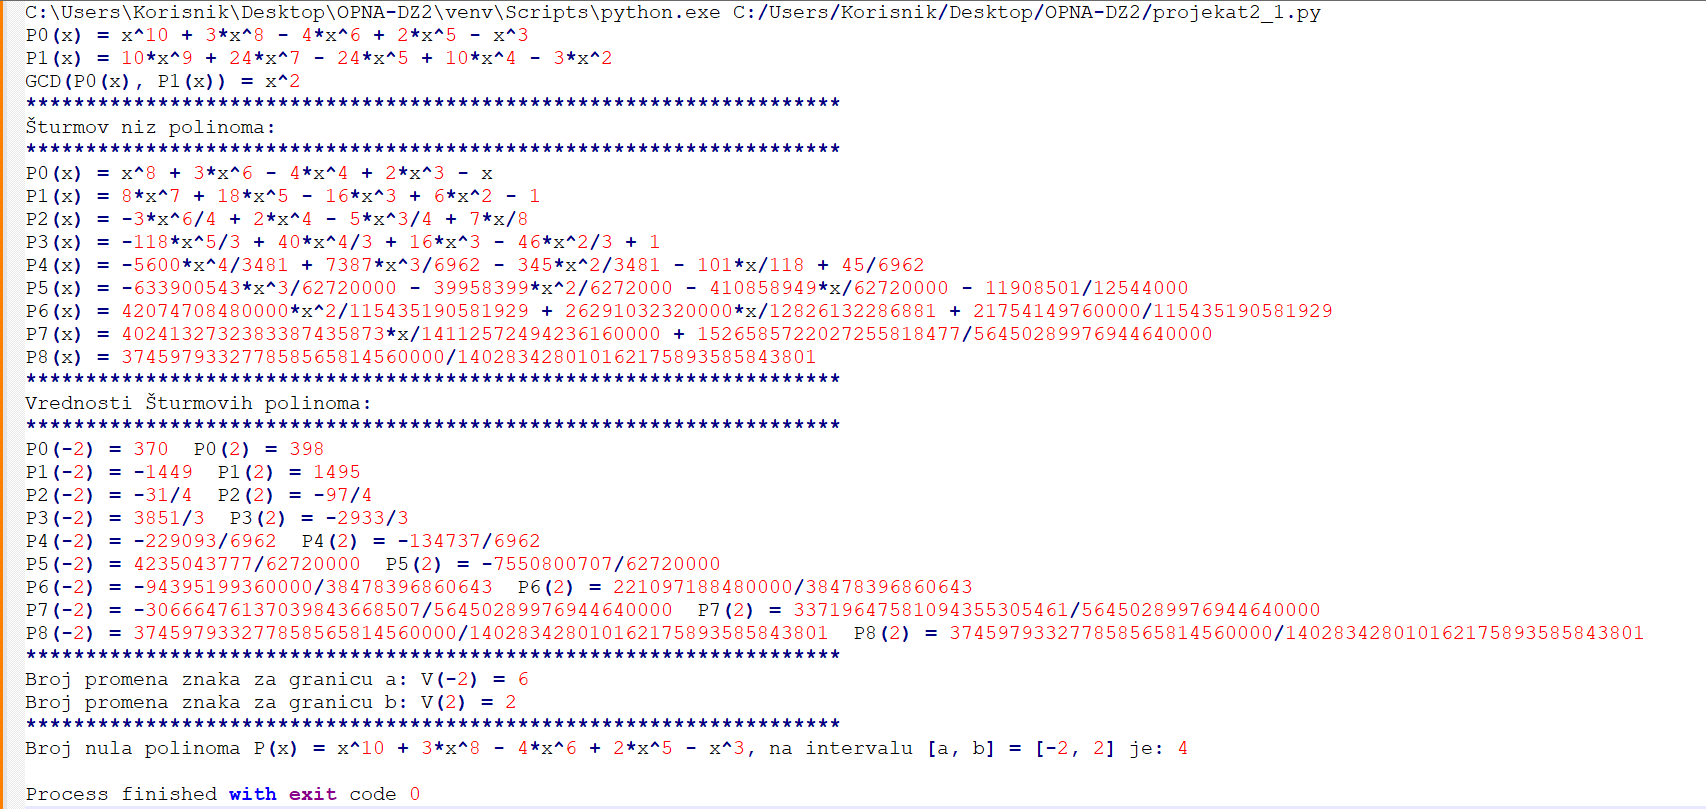 C:\Users\Korisnik\Desktop\OPNA-DZ2\venv\Scripts\python.exe C:/Users/Korisnik/Desktop/OPNA-DZ2/projekat2_1.py
P0(x) = x^10 + 3*x^8 - 4*x^6 + 2*x^5 - x^3
P1(x) = 10*x^9 + 24*x^7 - 24*x^5 + 10*x^4 - 3*x^2
GCD(P0(x), P1(x)) = x^2
********************************************************************
Šturmov niz polinoma:
********************************************************************
P0(x) = x^8 + 3*x^6 - 4*x^4 + 2*x^3 - x
P1(x) = 8*x^7 + 18*x^5 - 16*x^3 + 6*x^2 - 1
P2(x) = -3*x^6/4 + 2*x^4 - 5*x^3/4 + 7*x/8
P3(x) = -118*x^5/3 + 40*x^4/3 + 16*x^3 - 46*x^2/3 + 1
P4(x) = -5600*x^4/3481 + 7387*x^3/6962 - 345*x^2/3481 - 101*x/118 + 45/6962
P5(x) = -633900543*x^3/62720000 - 39958399*x^2/6272000 - 410858949*x/62720000 - 11908501/12544000
P6(x) = 42074708480000*x^2/115435190581929 + 26291032320000*x/12826132286881 + 21754149760000/115435190581929
P7(x) = 402413273238338743587​3*x/14112572494236160000 + 1526585722027255818477/56450289976944640000
P8(x) = 374597933277858565814560000/140283428010162175893585843801
********************************************************************
Vrednosti Šturmovih polinoma:
********************************************************************
P0(-2) = 370  P0(2) = 398
P1(-2) = -1449  P1(2) = 1495
P2(-2) = -31/4  P2(2) = -97/4
P3(-2) = 3851/3  P3(2) = -2933/3
P4(-2) = -229093/6962  P4(2) = -134737/6962
P5(-2) = 4235043777/62720000  P5(2) = -7550800707/62720000
P6(-2) = -94395199360000/38478396860643  P6(2) = 221097188480000/38478396860643
P7(-2) = -30666476137039843668507/56450289976944640000  P7(2) = 33719647581094355305461/56450289976944640000
P8(-2) = 374597933277858565814560000/140283428010162175893585843801  P8(2) = 374597933277858565814560000/140283428010162175893585843801
********************************************************************
Broj promena znaka za granicu a: V(-2) = 6
Broj promena znaka za granicu b: V(2) = 2
********************************************************************
Broj nula polinoma P(x) = x^10 + 3*x^8 - 4*x^6 + 2*x^5 - x^3, na intervalu [a, b] = [-2, 2] je: 4
Process finished with exit code 0